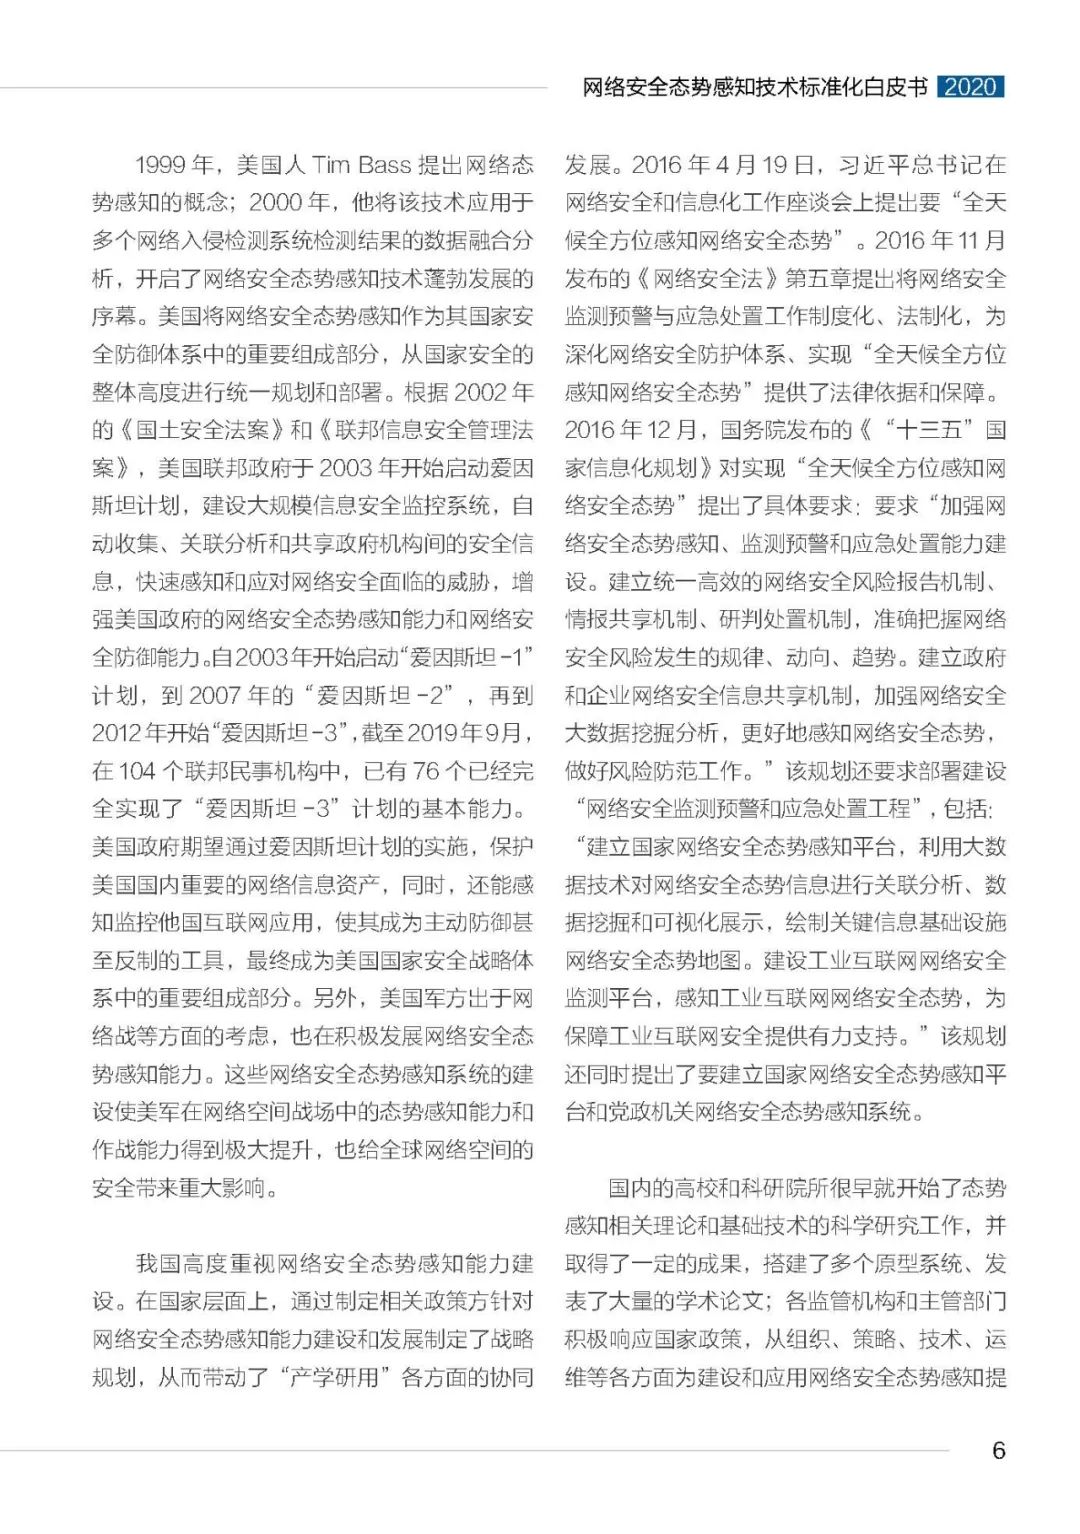 网络安全态势感知技术标准化白皮书 2020
1999 年，美国人 Tim Bass 提出网络态
势感知的概念；2000 年，他将该技术应用于
多个网络入侵检测系统检测结果的数据融合分
析，开启了网络安全态势感知技术蓬勃发展的
序幕。美国将网络安全态势感知作为其国家安
全防御体系中的重要组成部分，从国家安全的
整体高度进行统一规划和部署。根据 2002 年
的《国土安全法案》和《联邦信息安全管理法
案》，美国联邦政府于 2003 年开始启动爱因
斯坦计划，建设大规模信息安全监控系统，自
动收集、关联分析和共享政府机构间的安全信
息，快速感知和应对网络安全面临的威胁，增
强美国政府的网络安全态势感知能力和网络安
全防御能力。自2003年开始启动“爱因斯坦-1”
计划，到 2007 年的“爱因斯坦-2”，再到
2012年开始“爱因斯坦-3”，截至2019年9月，
在 104 个联邦民事机构中，已有 76 个已经完
全实现了“爱因斯坦-3”计划的基本能力。
美国政府期望通过爱因斯坦计划的实施，保护
美国国内重要的网络信息资产，同时，还能感
知监控他国互联网应用，使其成为主动防御甚
至反制的工具，最终成为美国国家安全战略体
系中的重要组成部分。另外，美国军方出于网
络战等方面的考虑，也在积极发展网络安全态
势感知能力。这些网络安全态势感知系统的建
设使美军在网络空间战场中的态势感知能力和
作战能力得到极大提升，也给全球网络空间的
安全带来重大影响。
我国高度重视网络安全态势感知能力建
设。在国家层面上，通过制定相关政策方针对
网络安全态势感知能力建设和发展制定了战略
规划，从而带动了“产学研用”各方面的协同
发展。2016 年 4 月 19 日，习近平总书记在
网络安全和信息化工作座谈会上提出要“全天
候全方位感知网络安全态势”。2016 年 11 月
发布的《网络安全法》第五章提出将网络安全
监测预警与应急处置工作制度化、法制化，为
深化网络安全防护体系、实现“全天候全方位
感知网络安全态势”提供了法律依据和保障。
2016 年 12 月，国务院发布的《“十三五”国
家信息化规划》对实现“全天候全方位感知网
络安全态势”提出了具体要求：要求“加强网
络安全态势感知、监测预警和应急处置能力建
设。建立统一高效的网络安全风险报告机制、
情报共享机制、研判处置机制，准确把握网络
安全风险发生的规律、动向、趋势。建立政府
和企业网络安全信息共享机制，加强网络安全
大数据挖掘分析，更好地感知网络安全态势，
做好风险防范工作。”该规划还要求部署建设
“网络安全监测预警和应急处置工程”，包括：
“建立国家网络安全态势感知平台，利用大数
据技术对网络安全态势信息进行关联分析、数
据挖掘和可视化展示，绘制关键信息基础设施
网络安全态势地图。建设工业互联网网络安全
监测平台，感知工业互联网网络安全态势，为
保障工业互联网安全提供有力支持。”该规划
还同时提出了要建立国家网络安全态势感知平
台和党政机关网络安全态势感知系统。
国内的高校和科研院所很早就开始了态势
感知相关理论和基础技术的科学研究工作，并
取得了一定的成果，搭建了多个原型系统、发
表了大量的学术论文；各监管机构和主管部门
积极响应国家政策，从组织、策略、技术、运
维等各方面为建设和应用网络安全态势感知提
6